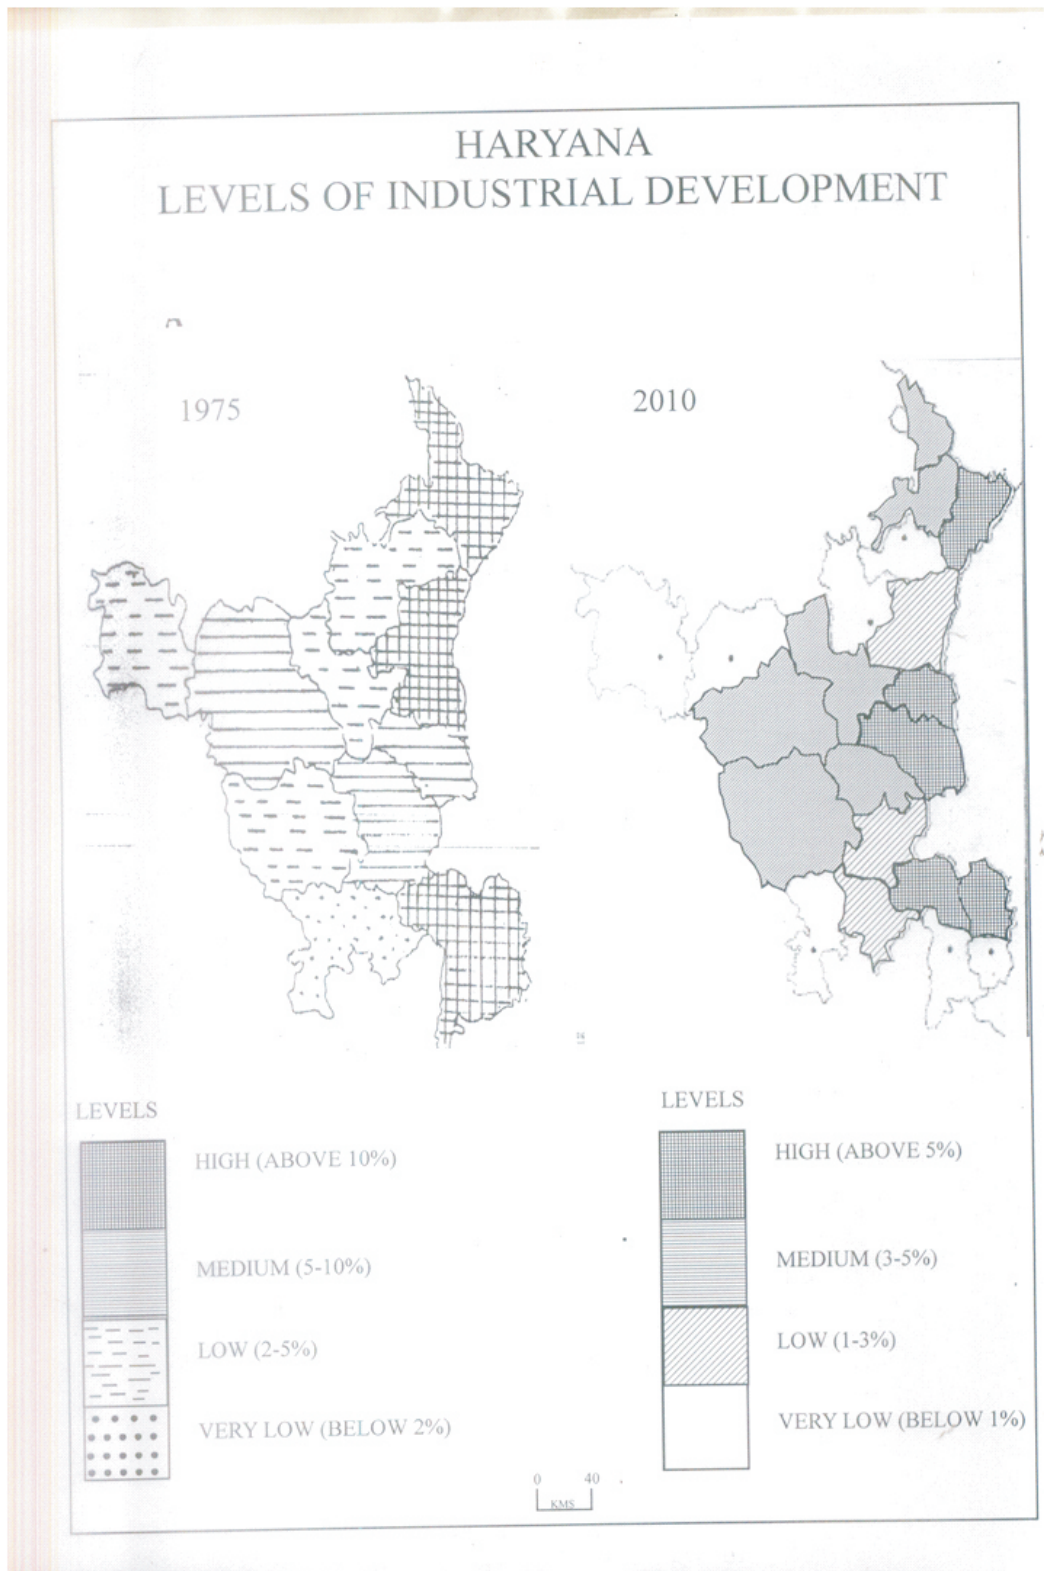 HARYANA
LEVELS OF INDUSTRIAL DEVELOPMENT
1975
2010
16
LEVELS
HIGH (ABOVE 10%)
MEDIUM (5-10%)
LOW (2-5%)
VERY LOW (BELOW 2%)
LEVELS
HIGH (ABOVE 5%)
MEDIUM (3-5%)
LOW (1-3%)
VERY LOW (BELOW 1%)
0 40
KMS